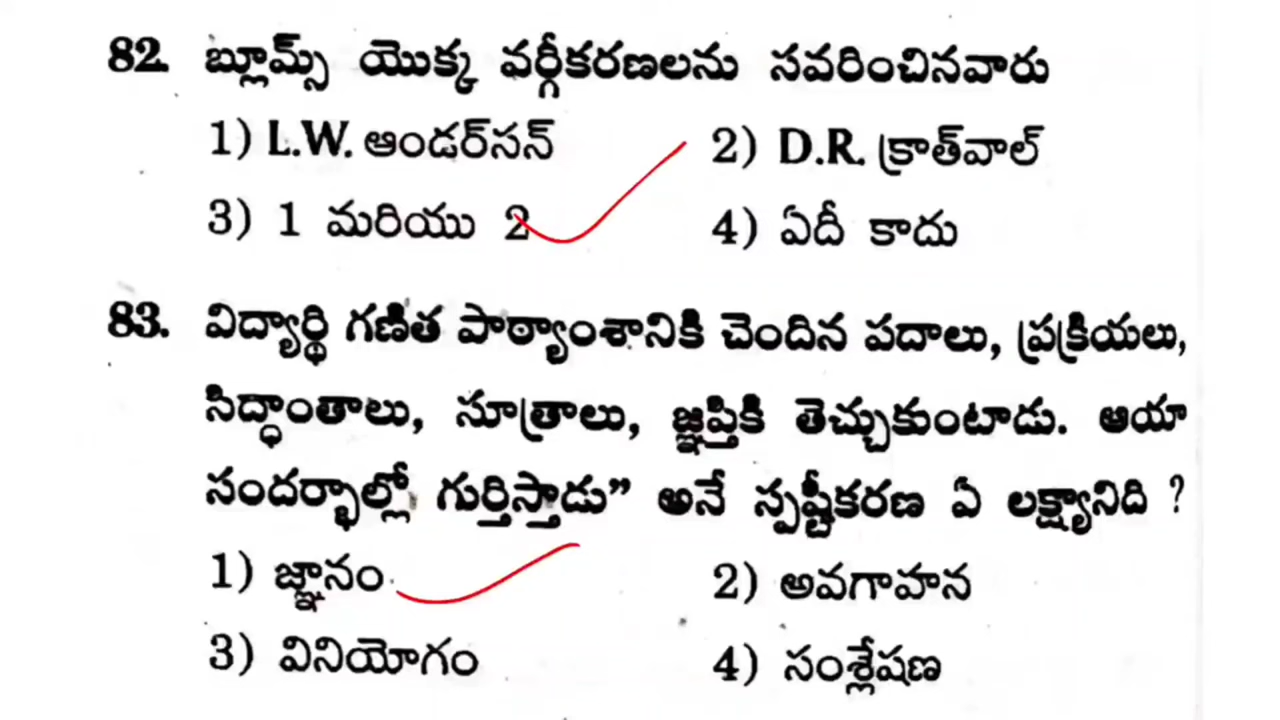 82. బ్లూమ్స్ యొక్క వర్గీకరణలను సవరించినవారు
1) L.W. ఆండర్‌సన్ 2) D.R. క్రాత్‌వాల్
3) 1 మరియు 2 4) ఏదీ కాదు
83. విద్యార్థి గణిత పాఠ్యాంశానికి చెందిన పదాలు, ప్రక్రియలు,
సిద్ధాంతాలు, సూత్రాలు, జ్ఞప్తికి తెచ్చుకుంటాడు. ఆయా
సందర్భాల్లో గుర్తిస్తాడు” అనే స్పష్టీకరణ ఏ లక్ష్యానిది ?
1) జ్ఞానం 2) అవగాహన
3) వినియోగం 4) సంశ్లేషణ